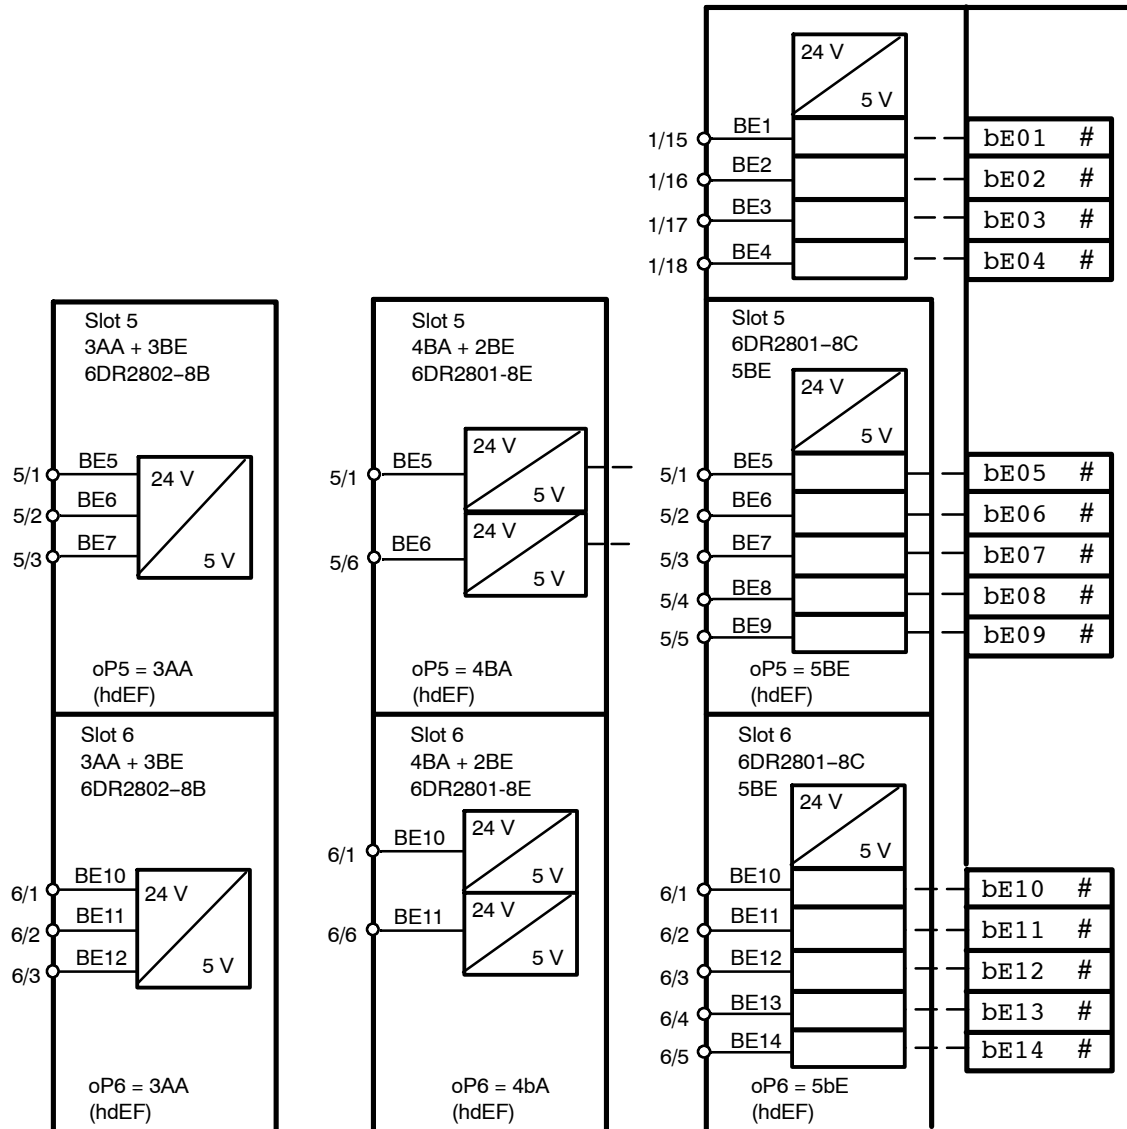 24 V
5 V
1/15 BE1 bE01 #
1/16 BE2 bE02 #
1/17 BE3 bE03 #
1/18 BE4 bE04 #
Slot 5
3AA + 3BE
6DR2802–8B
5/1 BE5 24 V
5/2 BE6
5/3 BE7 5 V
oP5 = 3AA
(hdEF)
Slot 5
4BA + 2BE
6DR2801-8E
5/1 BE5 24 V
5 V
5/6 BE6 24 V
5 V
oP5 = 4BA
(hdEF)
Slot 5
6DR2801–8C
5BE
24 V
5 V
5/1 BE5 bE05 #
5/2 BE6 bE06 #
5/3 BE7 bE07 #
5/4 BE8 bE08 #
5/5 BE9 bE09 #
oP5 = 5BE
(hdEF)
Slot 6
3AA + 3BE
6DR2802–8B
6/1 BE10 24 V
6/2 BE11
6/3 BE12 5 V
oP6 = 3AA
(hdEF)
Slot 6
4BA + 2BE
6DR2801-8E
6/1 BE10 24 V
5 V
6/6 BE11 24 V
5 V
oP6 = 4bA
(hdEF)
Slot 6
6DR2801–8C
5BE
24 V
5 V
6/1 BE10 bE10 #
6/2 BE11 bE11 #
6/3 BE12 bE12 #
6/4 BE13 bE13 #
6/5 BE14 bE14 #
oP6 = 5bE
(hdEF)